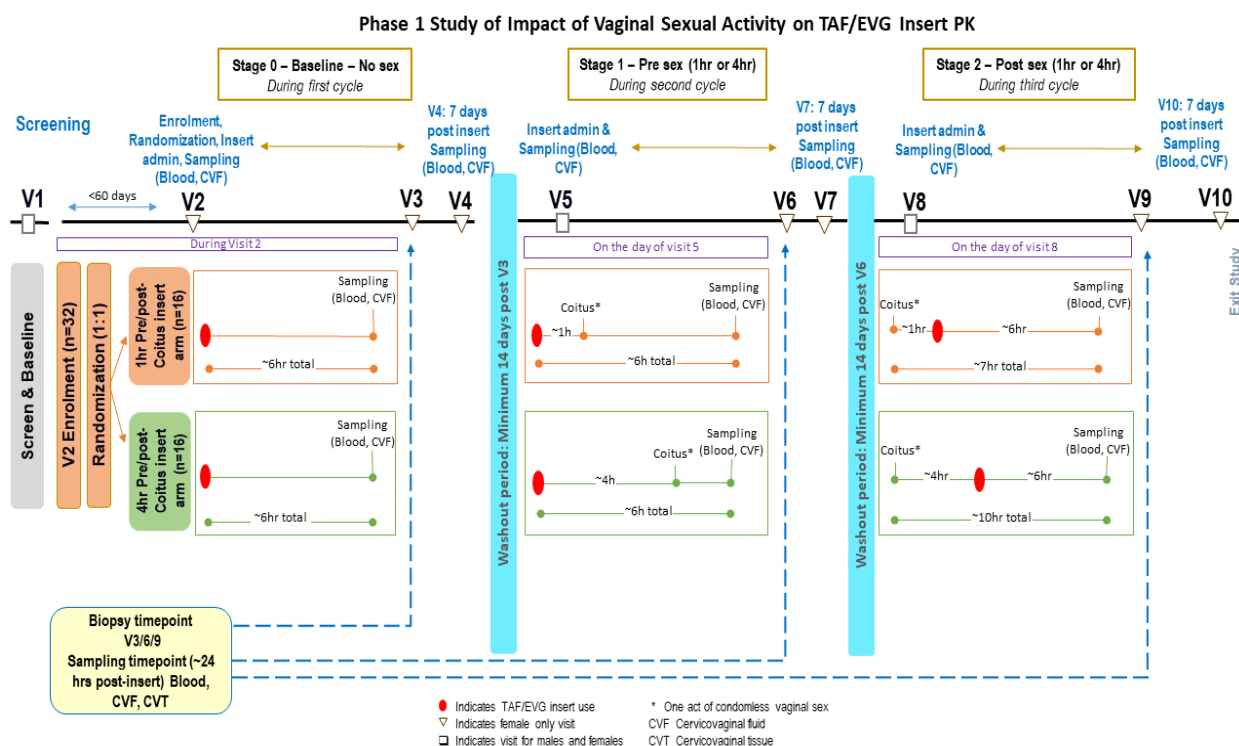 Phase 1 Study of Impact of Vaginal Sexual Activity on TAF/EVG Insert PK
Stage 0 – Baseline – No sex
During first cycle
Stage 1 – Pre sex (1hr or 4hr)
During second cycle
Stage 2 – Post sex (1hr or 4hr)
During third cycle
Screening
Enrolment,
Randomization, Insert
admin, Sampling
(Blood, CVF)
V4: 7 days
post insert
Sampling
(Blood, CVF)
Insert admin &
Sampling (Blood,
CVF)
V7: 7 days
post insert
Sampling
(Blood, CVF)
Insert admin &
Sampling (Blood,
CVF)
V10: 7 days
post insert
Sampling
(Blood, CVF)
V1
<60 days
V2
V3
V4
V5
V6
V7
V8
V9
V10
During Visit 2
On the day of visit 5
On the day of visit 8
Screen & Baseline
V2 Enrolment (n=32)
Randomization (1:1)
1hr Pre/post-
Coitus insert
arm (n=16)
4hr Pre/post-
Coitus insert
arm (n=16)
Sampling
(Blood, CVF)
~6hr total
Sampling
(Blood, CVF)
~6hr total
Washout period: Minimum 14 days post V3
Coitus*
~1h
Sampling
(Blood, CVF)
~6h total
Coitus*
~4h
Sampling
(Blood, CVF)
~6h total
Washout period: Minimum 14 days post V6
Coitus*
~1hr
Sampling
(Blood, CVF)
~6hr
~7hr total
Coitus*
~4hr
Sampling
(Blood, CVF)
~6hr
~10hr total
Exit Study
Biopsy timepoint
V3/6/9
Sampling timepoint (~24
hrs post-insert) Blood,
CVF, CVT
Indicates TAF/EVG insert use
Indicates female only visit
Indicates visit for males and females
* One act of condomless vaginal sex
CVF Cervicovaginal fluid
CVT Cervicovaginal tissue